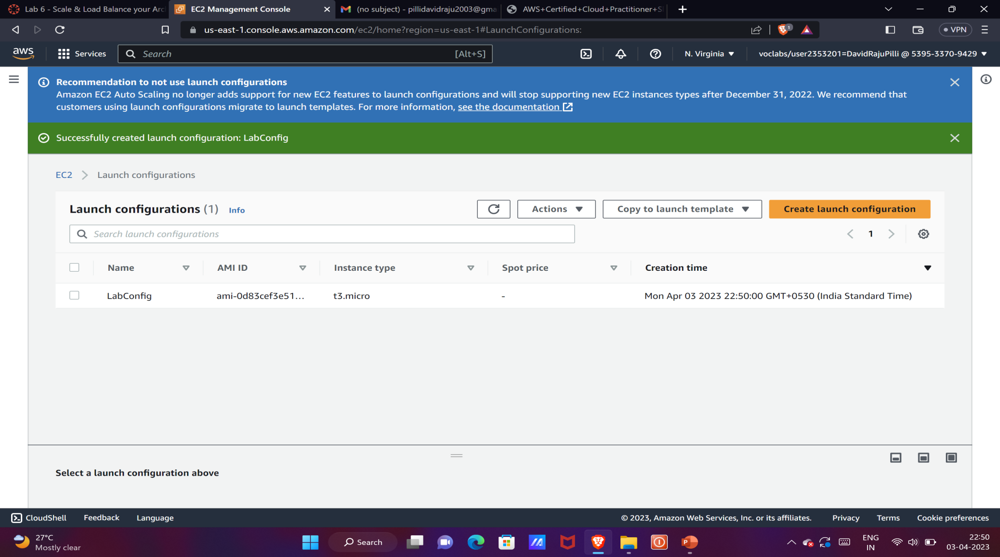 Lab 6 - Scale & Load Balance your Arc
EC2 Management Console
(no subject) - pillidavidraju2003@gma
AWS+Certified+Cloud+Practitioner+S
us-east-1.console.aws.amazon.com/ec2/home?region=us-east-1#LaunchConfigurations:
1
VPN
aws
Services
Search
[Alt+S]
N. Virginia
voclabs/user2353201=DavidRajuPilli @ 5395-3370-9429
Recommendation to not use launch configurations
Amazon EC2 Auto Scaling no longer adds support for new EC2 features to launch configurations and will stop supporting new EC2 instances types after December 31, 2022. We recommend that
customers using launch configurations migrate to launch templates. For more information, see the documentation
Successfully created launch configuration: LabConfig
EC2
Launch configurations
Launch configurations (1) Info
Actions
Copy to launch template
Create launch configuration
Search launch configurations
1
Name
AMI ID
Instance type
Spot price
Creation time
LabConfig
ami-0d83cef3e51...
t3.micro
-
Mon Apr 03 2023 22:50:00 GMT+0530 (India Standard Time)
Select a launch configuration above
CloudShell
Feedback
Language
© 2023, Amazon Web Services, Inc. or its affiliates.
Privacy
Terms
Cookie preferences
27°C
Mostly clear
Search
ENG
IN
22:50
03-04-2023